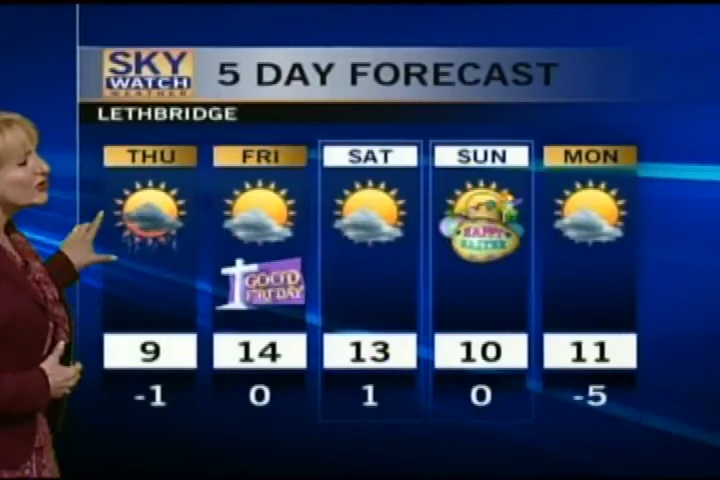 SKY
WATCH
WEATHER
5 DAY FORECAST
LETHBRIDGE
THU FRI SAT SUN MON
HAPPY
EASTER
GOOD
FRIDAY
9 14 13 10 11
-1 0 1 0 -5